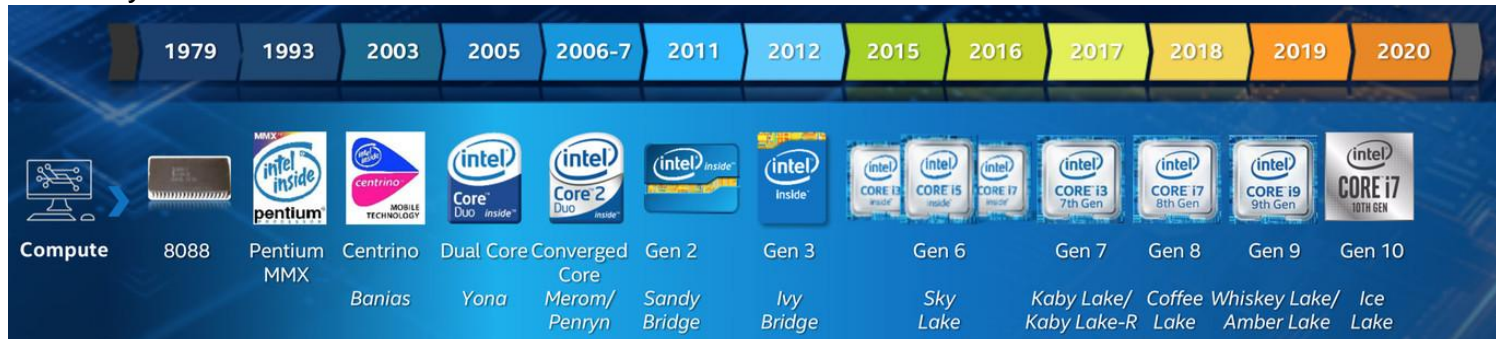 1979 1993 2003 2005 2006-7 2011 2012 2015 2016 2017 2018 2019 2020
MMX
intel inside
pentium
intel inside
centrino
MOBILE TECHNOLOGY
intel
Core Duo inside
intel
Core 2 Duo inside
intel inside
intel inside
intel CORE i3 inside
intel CORE i5 inside
intel CORE i7 inside
intel CORE i3 7th Gen
intel CORE i7 8th Gen
intel CORE i9 9th Gen
intel CORE i7 10TH GEN
Compute 8088 Pentium Centrino Dual Core Converged Gen 2 Gen 3 Gen 6 Gen 7 Gen 8 Gen 9 Gen 10
MMX Core
Banias Yona Merom/ Sandy Ivy Sky Kaby Lake/ Coffee Whiskey Lake/ Ice
Penryn Bridge Bridge Lake Kaby Lake-R Lake Amber Lake Lake